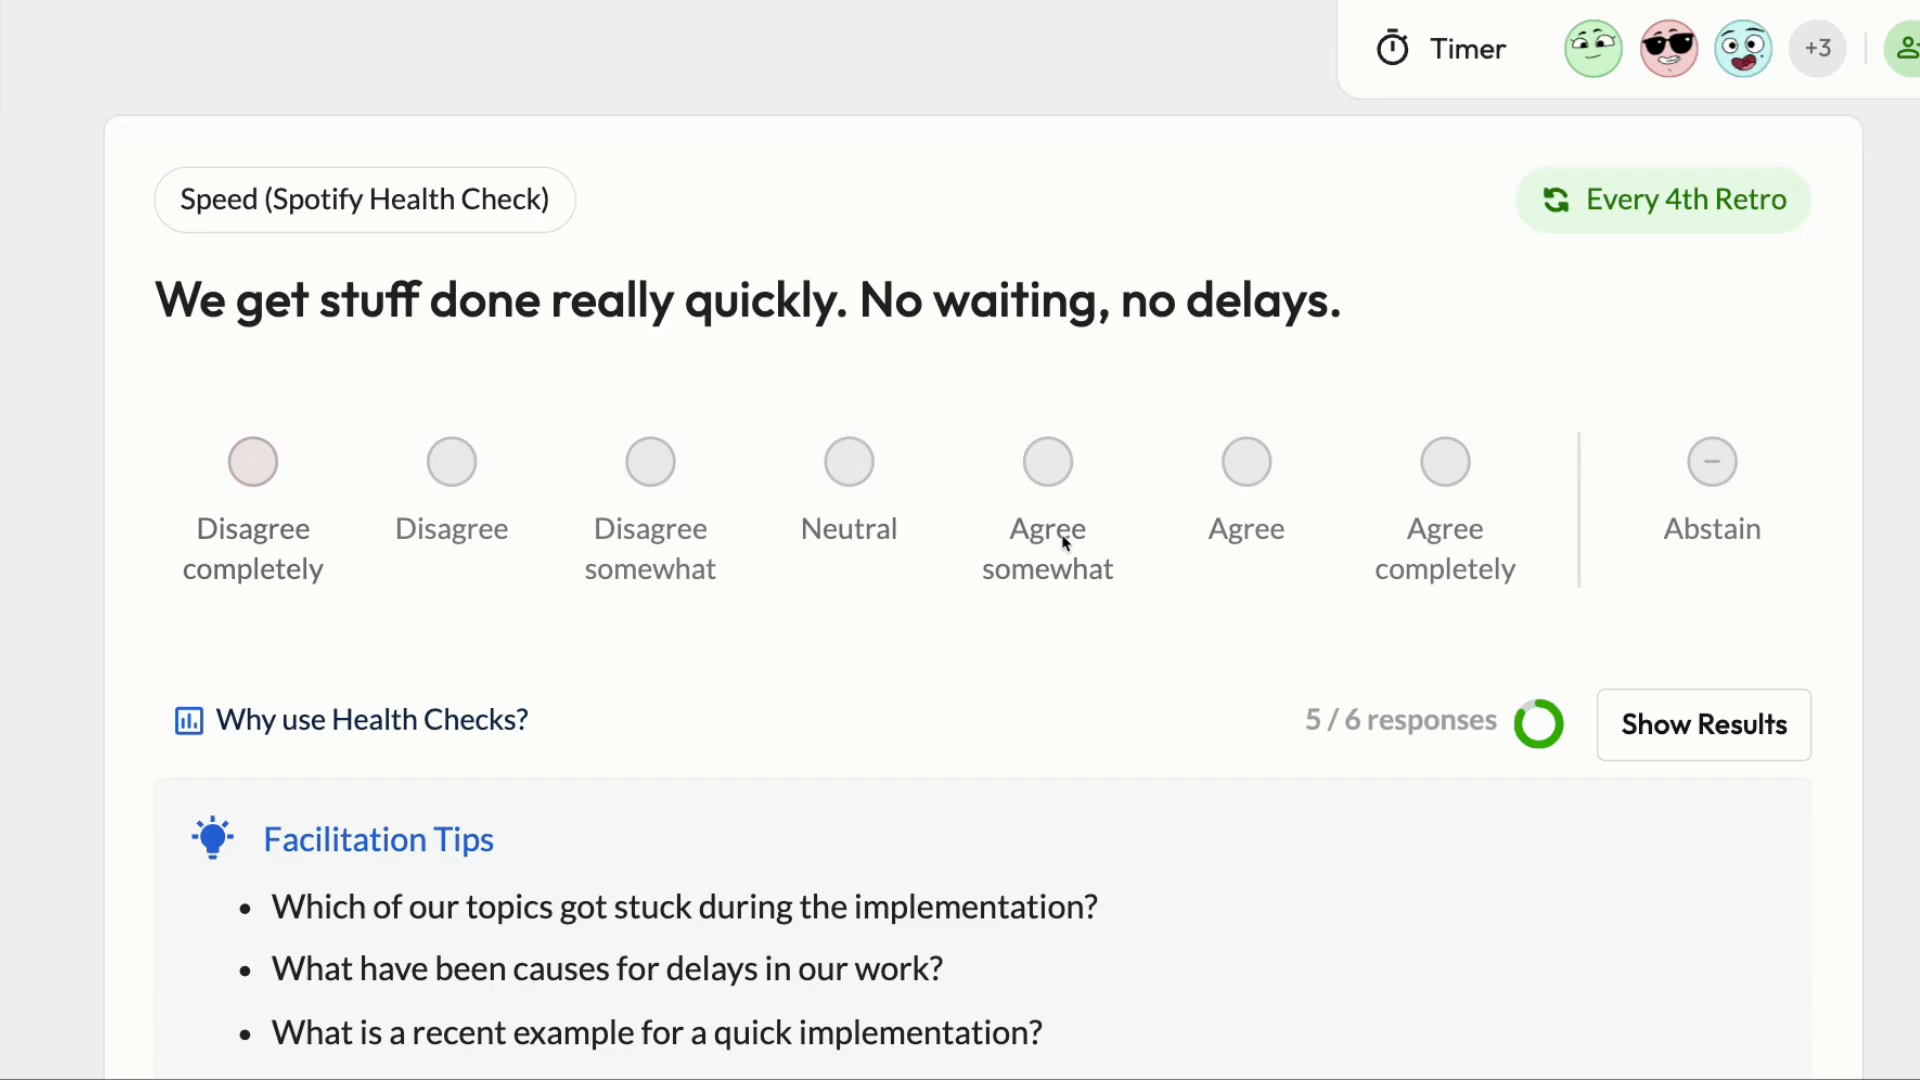 Timer
+3
Speed (Spotify Health Check)
Every 4th Retro
We get stuff done really quickly. No waiting, no delays.
Disagree completely
Disagree
Disagree somewhat
Neutral
Agree somewhat
Agree
Agree completely
Abstain
Why use Health Checks?
5 / 6 responses
Show Results
Facilitation Tips
• Which of our topics got stuck during the implementation?
• What have been causes for delays in our work?
• What is a recent example for a quick implementation?